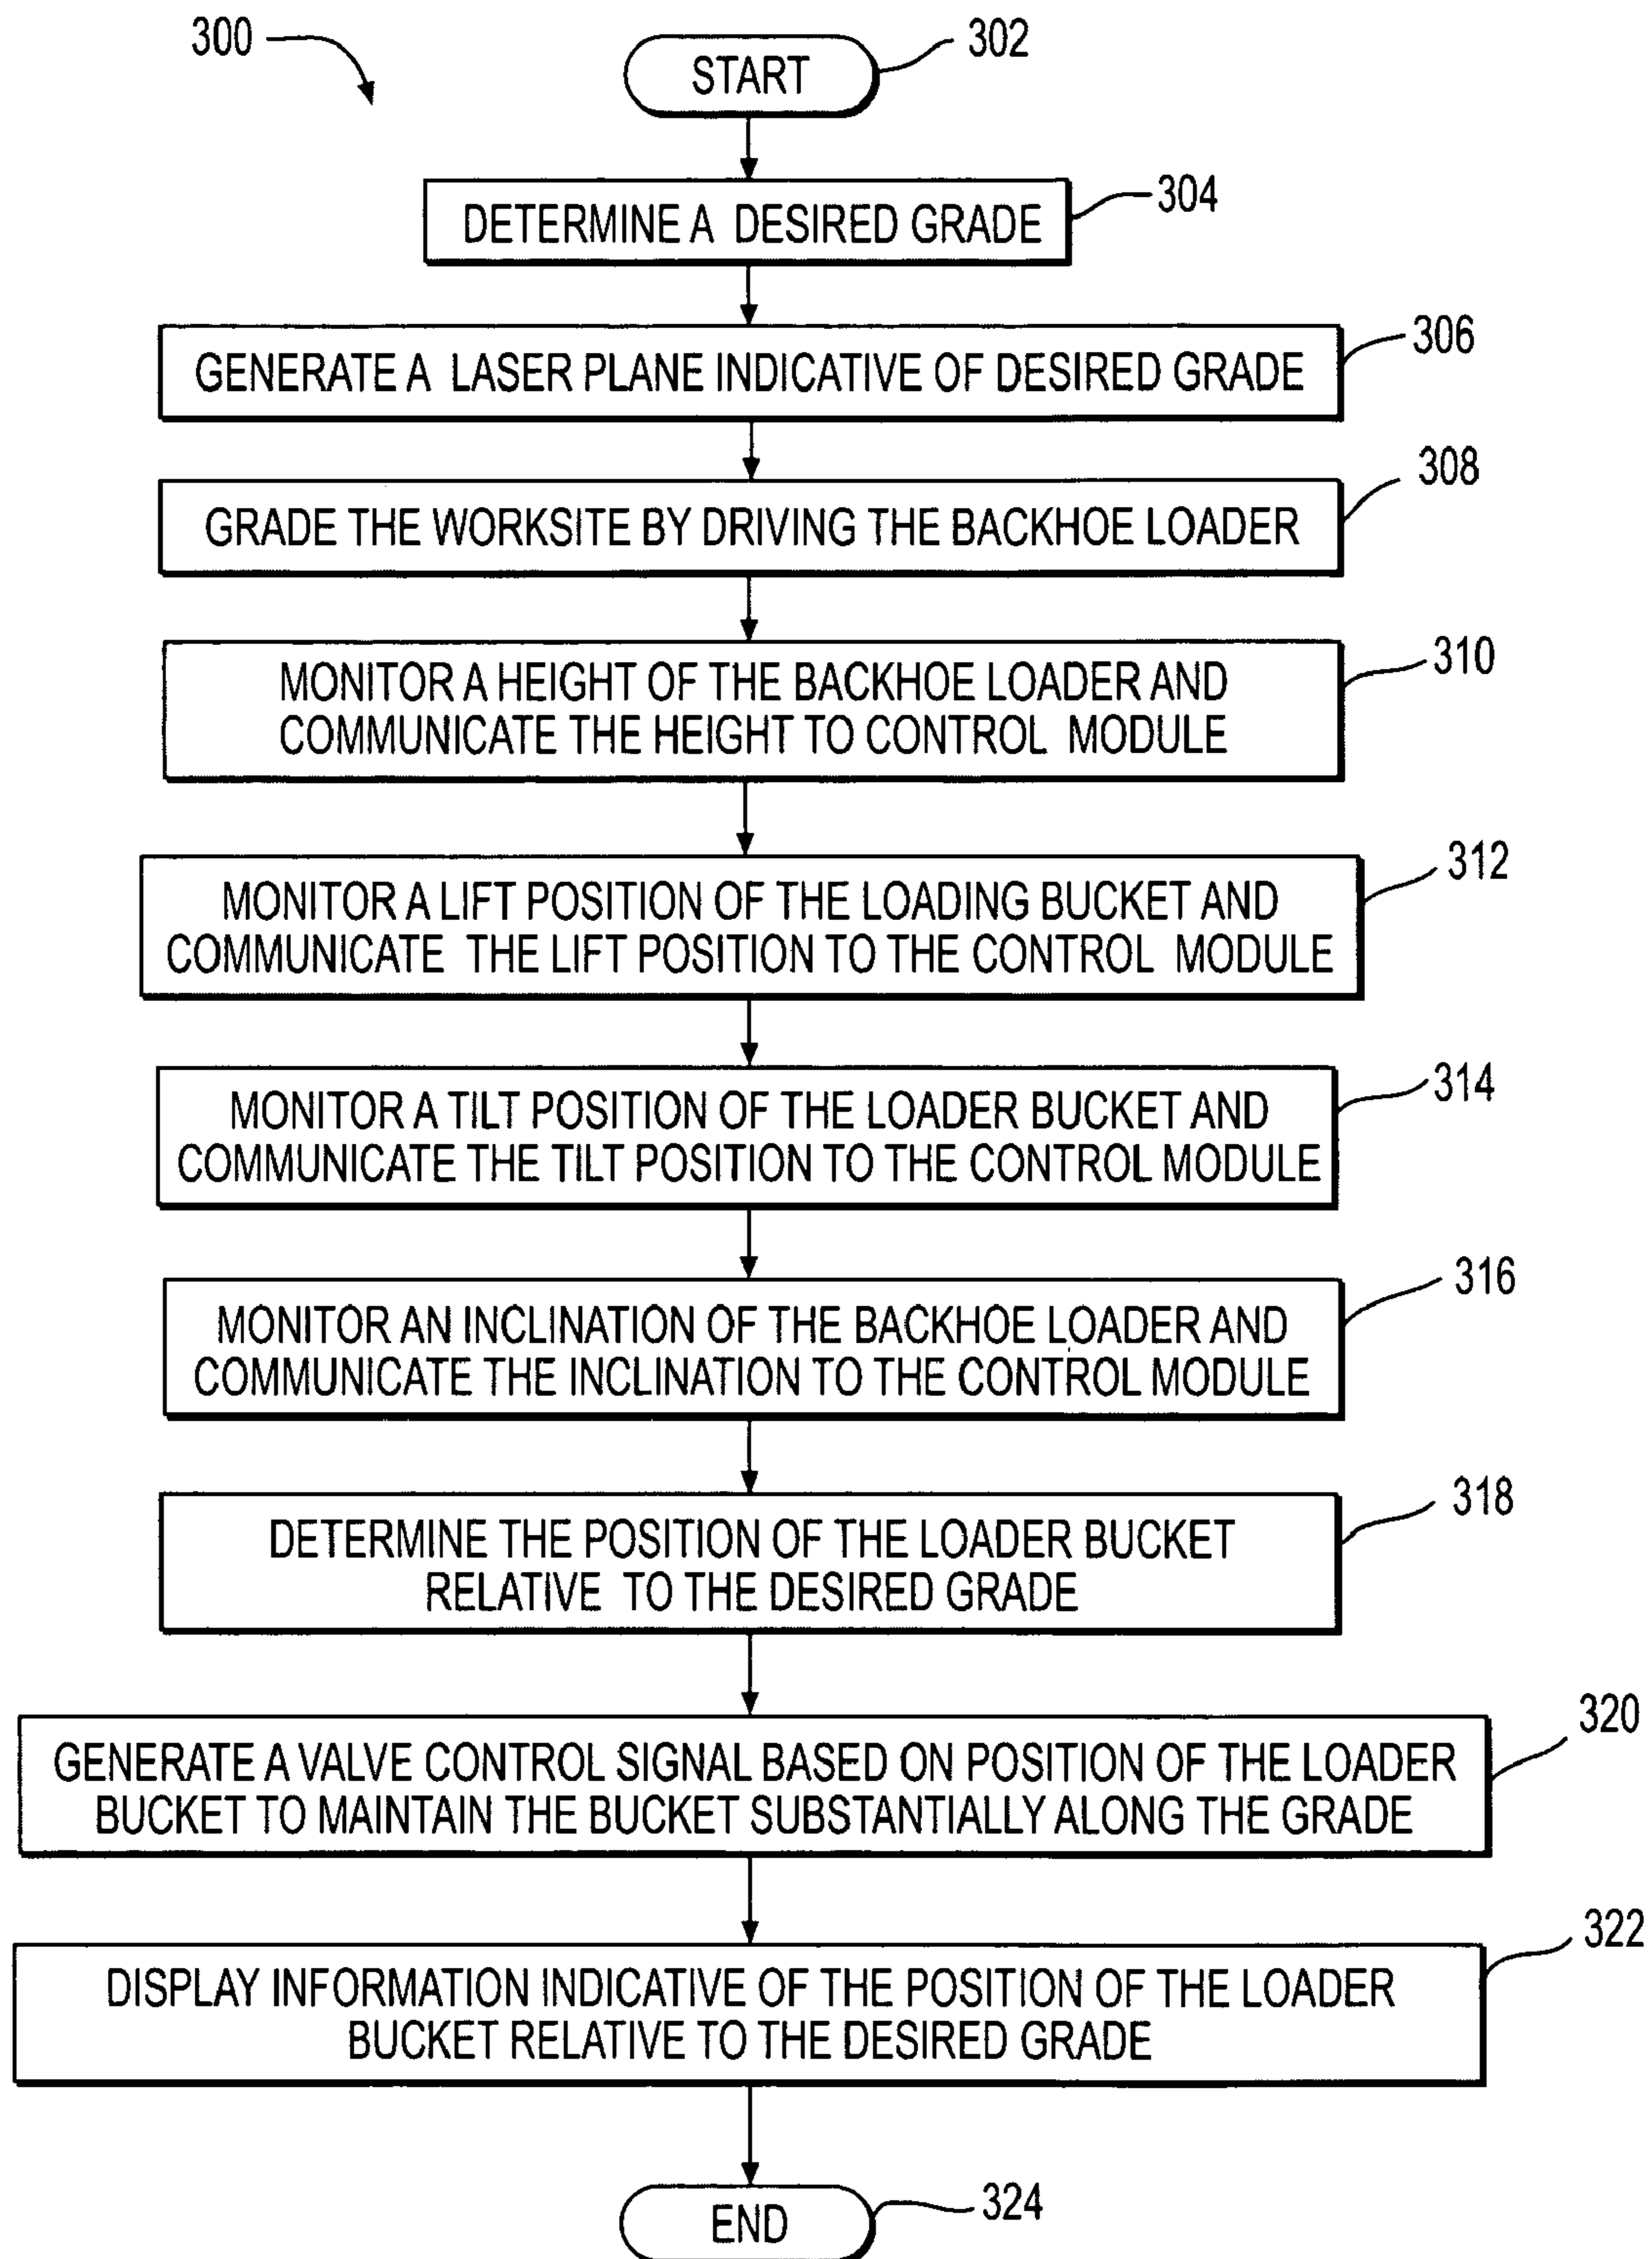 300
START
302
DETERMINE A DESIRED GRADE
304
GENERATE A LASER PLANE INDICATIVE OF DESIRED GRADE
306
GRADE THE WORKSITE BY DRIVING THE BACKHOE LOADER
308
MONITOR A HEIGHT OF THE BACKHOE LOADER AND
COMMUNICATE THE HEIGHT TO CONTROL MODULE
310
MONITOR A LIFT POSITION OF THE LOADING BUCKET AND
COMMUNICATE THE LIFT POSITION TO THE CONTROL MODULE
312
MONITOR A TILT POSITION OF THE LOADER BUCKET AND
COMMUNICATE THE TILT POSITION TO THE CONTROL MODULE
314
MONITOR AN INCLINATION OF THE BACKHOE LOADER AND
COMMUNICATE THE INCLINATION TO THE CONTROL MODULE
316
DETERMINE THE POSITION OF THE LOADER BUCKET
RELATIVE TO THE DESIRED GRADE
318
GENERATE A VALVE CONTROL SIGNAL BASED ON POSITION OF THE LOADER
BUCKET TO MAINTAIN THE BUCKET SUBSTANTIALLY ALONG THE GRADE
320
DISPLAY INFORMATION INDICATIVE OF THE POSITION OF THE LOADER
BUCKET RELATIVE TO THE DESIRED GRADE
322
END
324